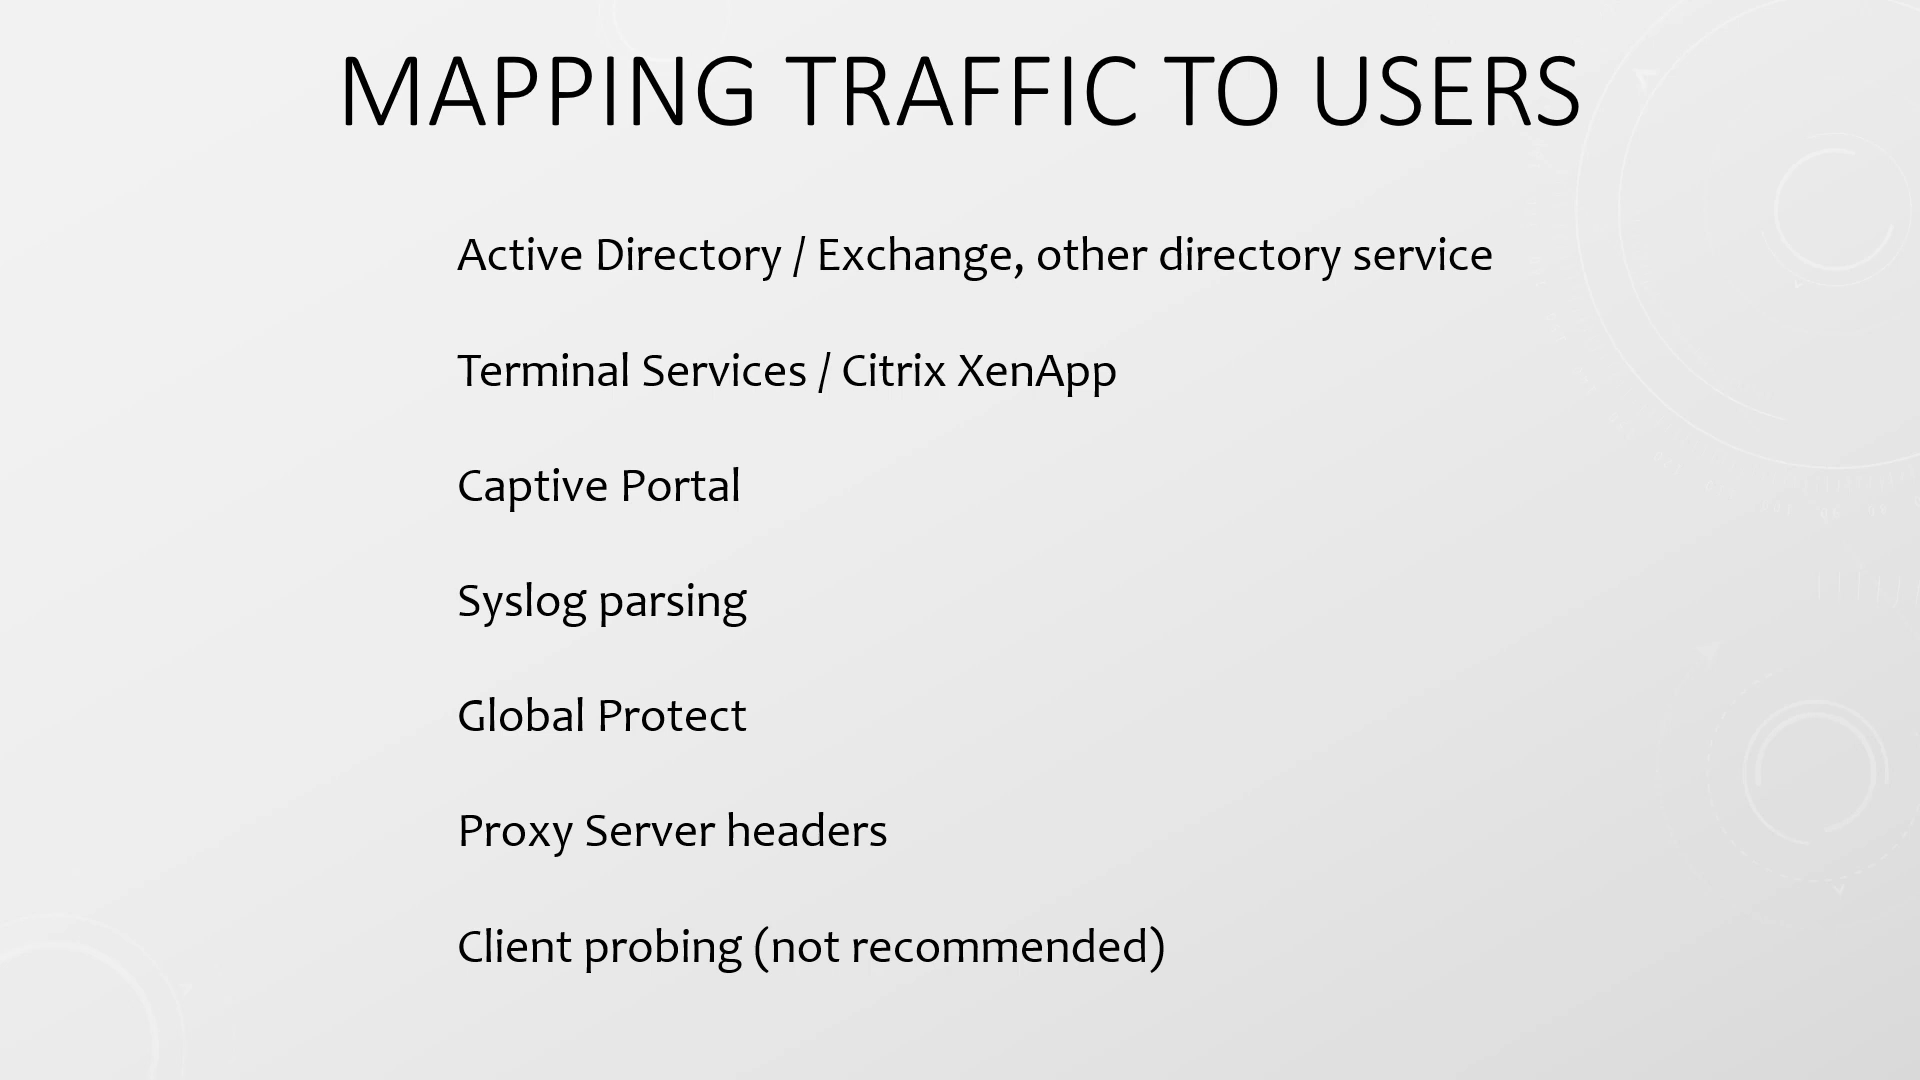 MAPPING TRAFFIC TO USERS
Active Directory / Exchange, other directory service
Terminal Services / Citrix XenApp
Captive Portal
Syslog parsing
Global Protect
Proxy Server headers
Client probing (not recommended)